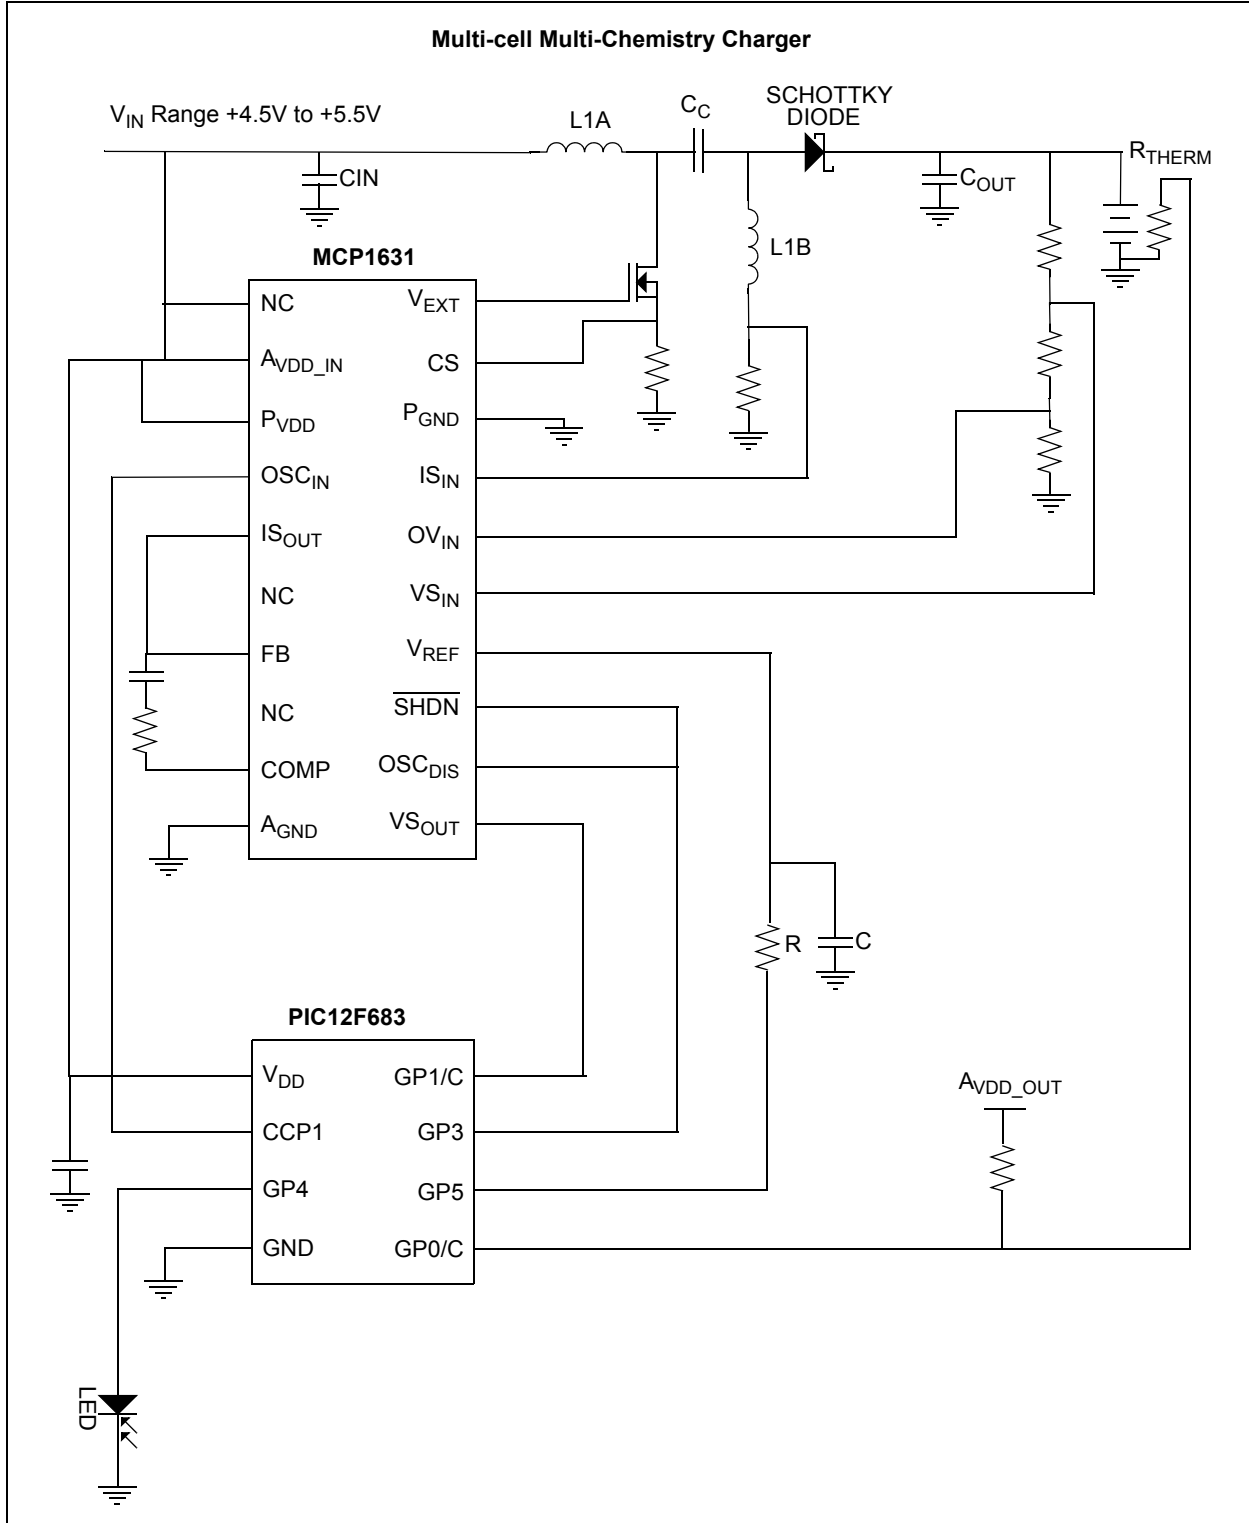 Multi-cell Multi-Chemistry Charger
V_IN Range +4.5V to +5.5V
L1A
C_C
SCHOTTKY
DIODE
R_THERM
CIN
C_OUT
L1B
MCP1631
NC
A_VDD_IN
P_VDD
OSC_IN
IS_OUT
NC
FB
NC
COMP
A_GND
V_EXT
CS
P_GND
IS_IN
OV_IN
VS_IN
V_REF
SHDN
OSC_DIS
VS_OUT
R
C
PIC12F683
V_DD
CCP1
GP4
GND
GP1/C
GP3
GP5
GP0/C
A_VDD_OUT
LED